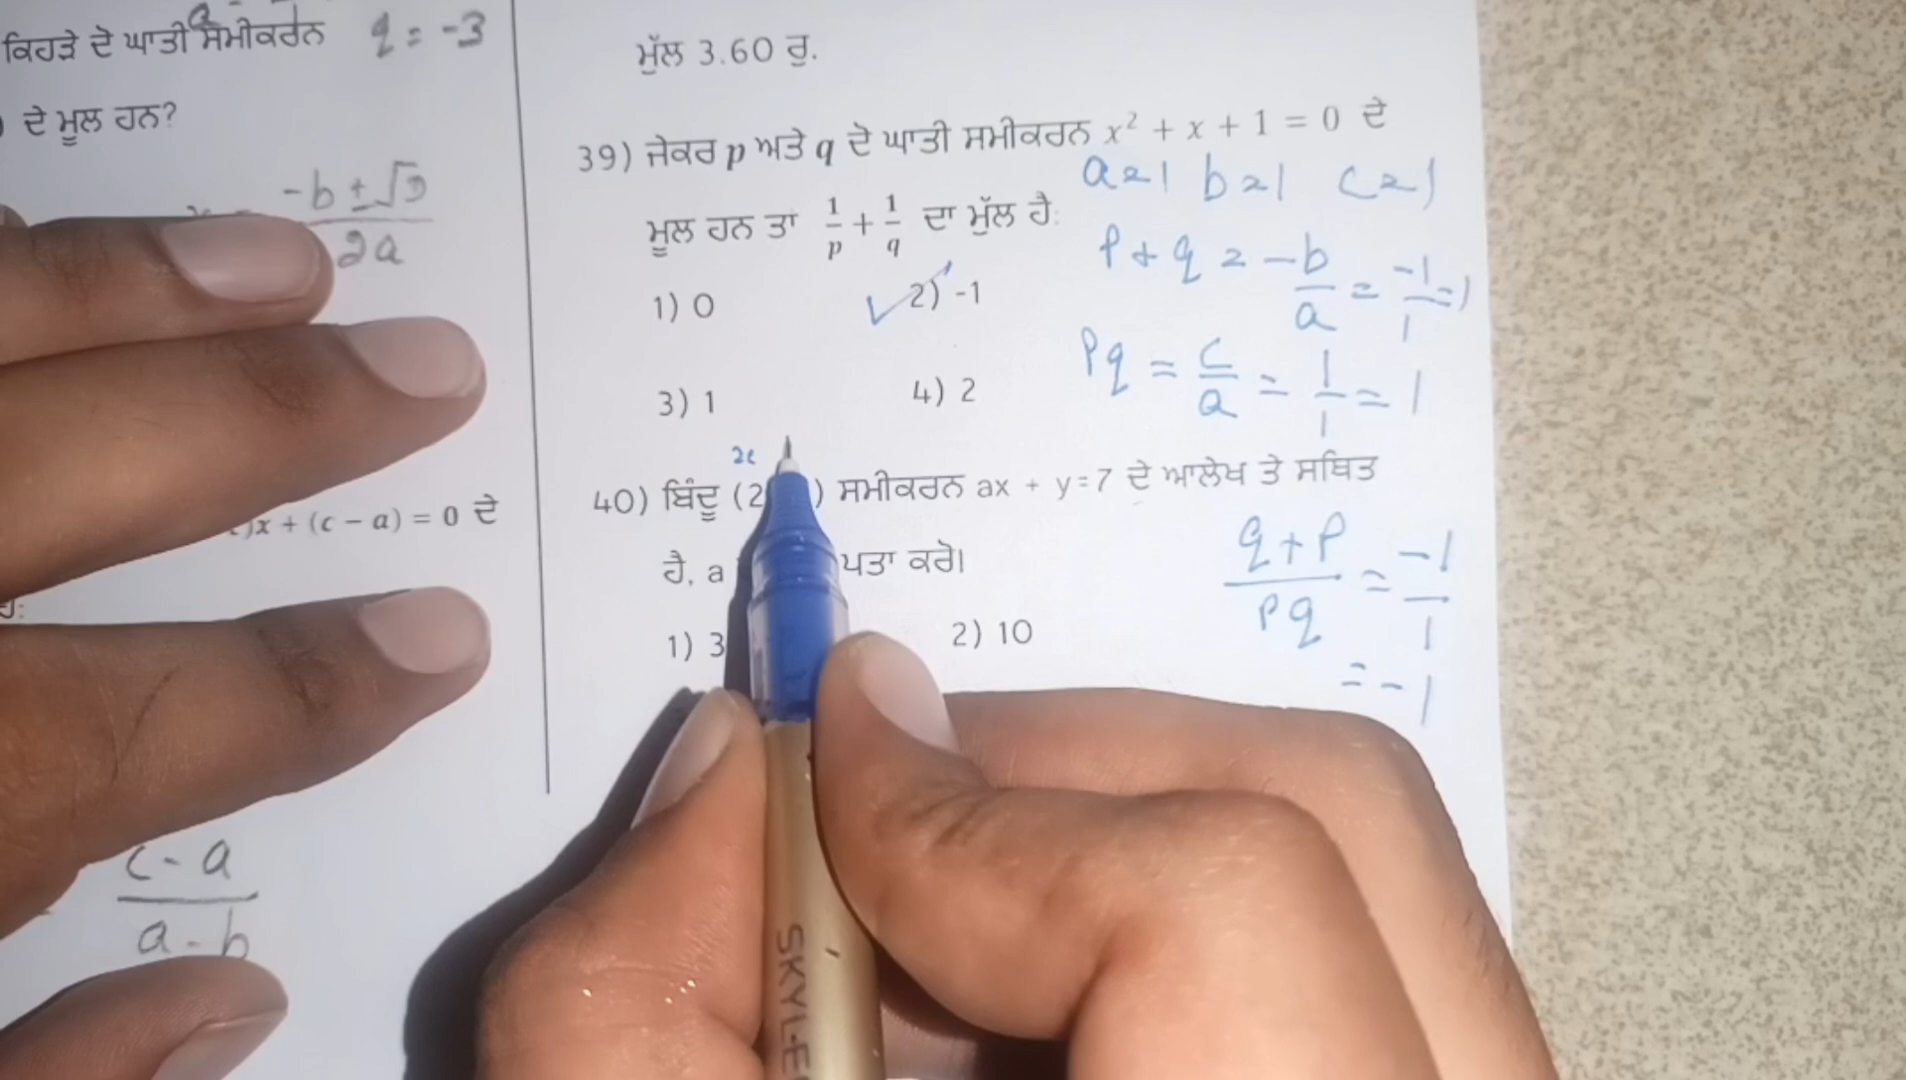 ਕਿਹੜੇ ਦੋ ਘਾਤੀ ਸਮੀਕਰਨ q = -3
ਦੇ ਮੂਲ ਹਨ?
-b ± √D
2a
)x + (c − a) = 0 ਦੇ
c - a
a - b
ਮੁੱਲ 3.60 ਰੁ.
39) ਜੇਕਰ p ਅਤੇ q ਦੋ ਘਾਤੀ ਸਮੀਕਰਨ x² + x + 1 = 0 ਦੇ
a=1 b=1 c=1
ਮੂਲ ਹਨ ਤਾਂ 1/p + 1/q ਦਾ ਮੁੱਲ ਹੈ:
p + q = -b/a = -1/1 = -1
1) 0 2) -1
pq = c/a = 1/1 = 1
3) 1 4) 2
x
40) ਬਿੰਦੂ (2 ) ਸਮੀਕਰਨ ax + y=7 ਦੇ ਆਲੇਖ ਤੇ ਸਥਿਤ
ਹੈ, a ਪਤਾ ਕਰੋ।
q+p/pq = -1/1
1) 3 2) 10
= -1
SKYL-E